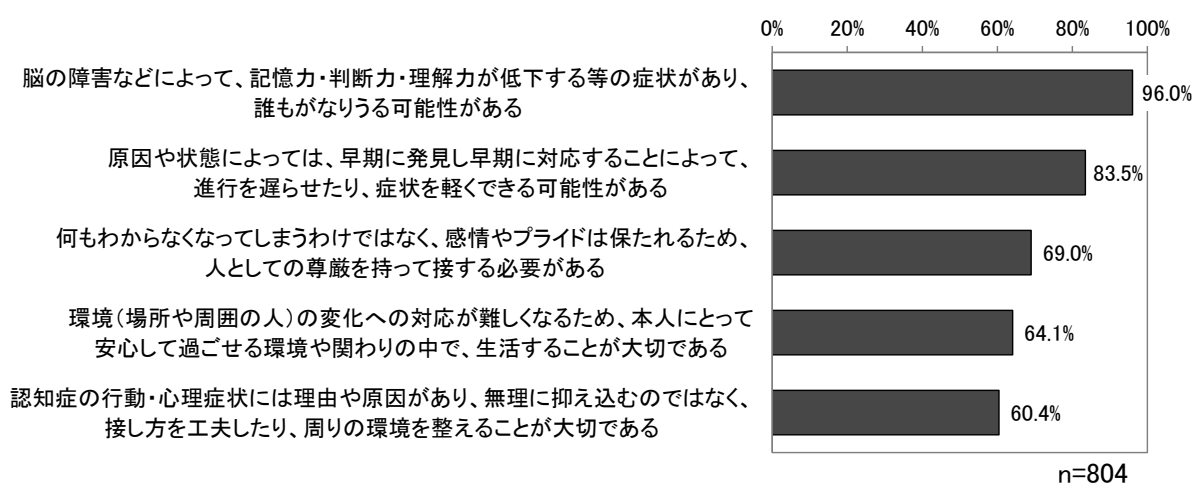 0% 20% 40% 60% 80% 100%
脳の障害などによって、記憶力・判断力・理解力が低下する等の症状があり、
誰もがなりうる可能性がある
96.0%
原因や状態によっては、早期に発見し早期に対応することによって、
進行を遅らせたり、症状を軽くできる可能性がある
83.5%
何もわからなくなってしまうわけではなく、感情やプライドは保たれるため、
人としての尊厳を持って接する必要がある
69.0%
環境(場所や周囲の人)の変化への対応が難しくなるため、本人にとって
安心して過ごせる環境や関わりの中で、生活することが大切である
64.1%
認知症の行動・心理症状には理由や原因があり、無理に抑え込むのではなく、
接し方を工夫したり、周りの環境を整えることが大切である
60.4%
n=804